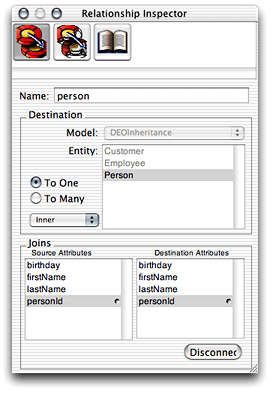 Relationship Inspector
Name: person
Destination
Model: DEOInheritance
Entity: Customer
Employee
Person
To One
To Many
Inner
Joins
Source Attributes Destination Attributes
birthday birthday
firstName firstName
lastName lastName
personId personId
Disconnec